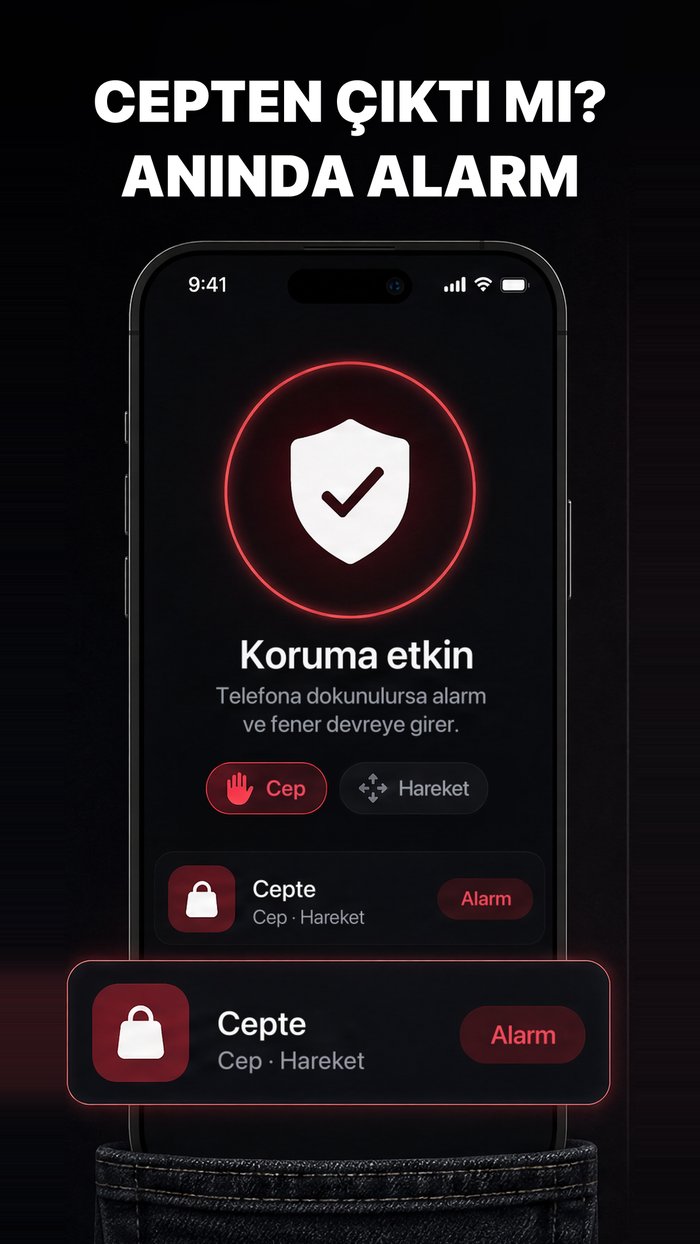 CEPTEN ÇIKTI MI?
ANINDA ALARM
9:41
Koruma etkin
Telefona dokunulursa alarm
ve fener devreye girer.
Cep
Hareket
Cepte
Cep · Hareket
Alarm
Cepte
Cep · Hareket
Alarm